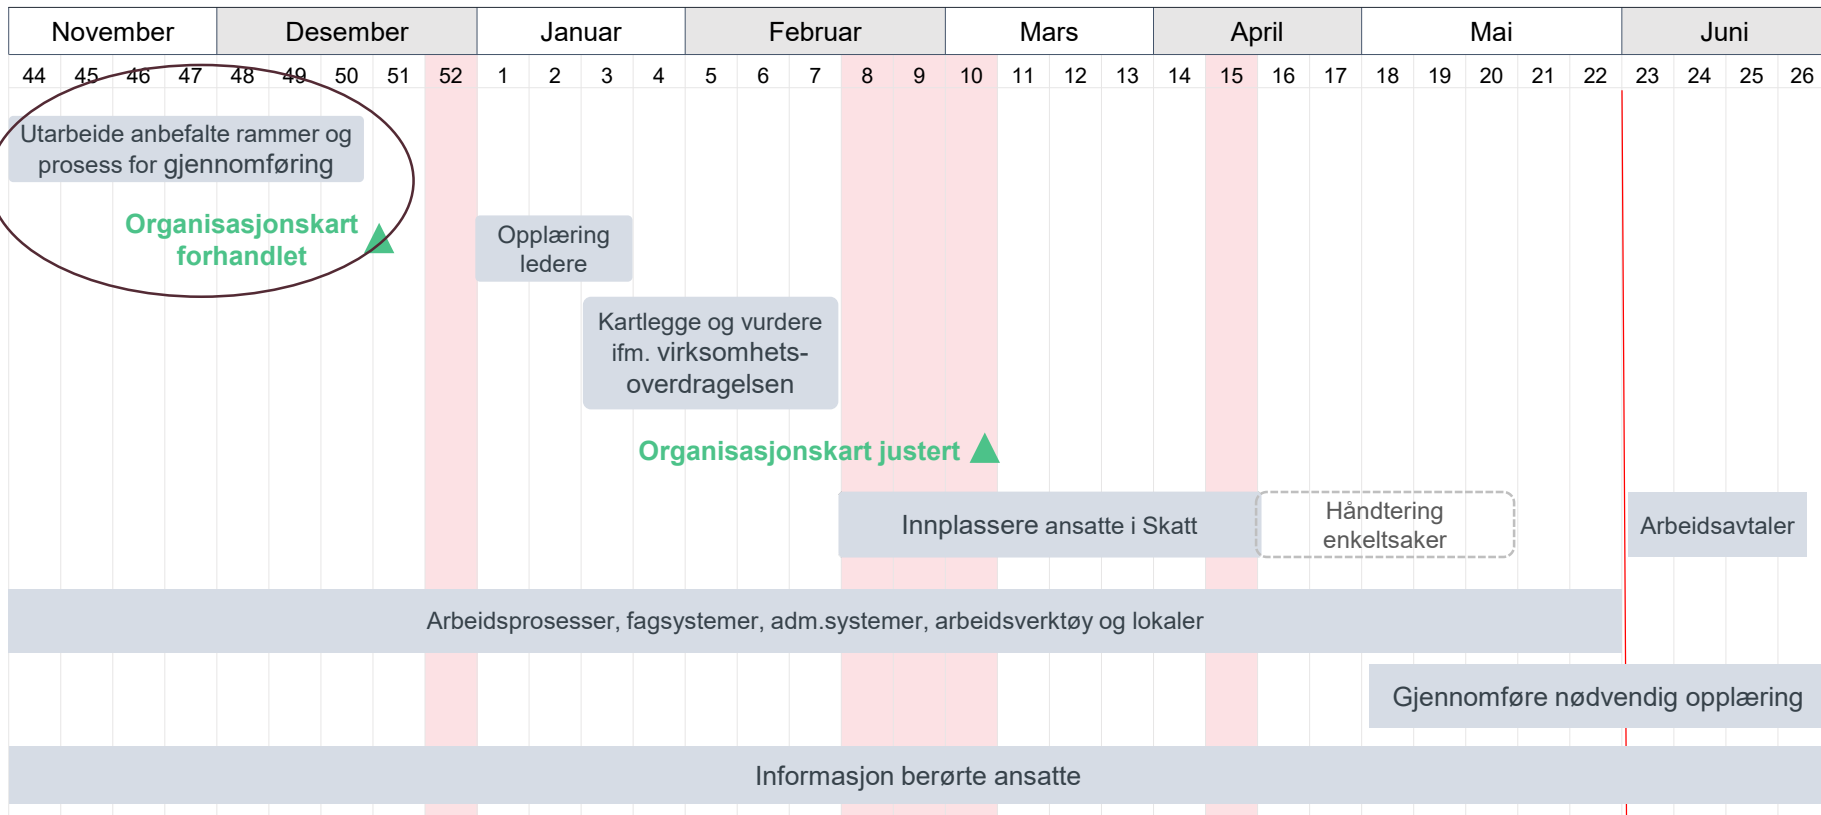 November Desember Januar Februar Mars April Mai Juni
44 45 46 47 48 49 50 51 52 1 2 3 4 5 6 7 8 9 10 11 12 13 14 15 16 17 18 19 20 21 22 23 24 25 26
Utarbeide anbefalte rammer og
prosess for gjennomføring
Organisasjonskart
forhandlet
Opplæring
ledere
Kartlegge og vurdere
ifm. virksomhets-
overdragelsen
Organisasjonskart justert
Innplassere ansatte i Skatt
Håndtering
enkeltsaker
Arbeidsavtaler
Arbeidsprosesser, fagsystemer, adm.systemer, arbeidsverktøy og lokaler
Gjennomføre nødvendig opplæring
Informasjon berørte ansatte